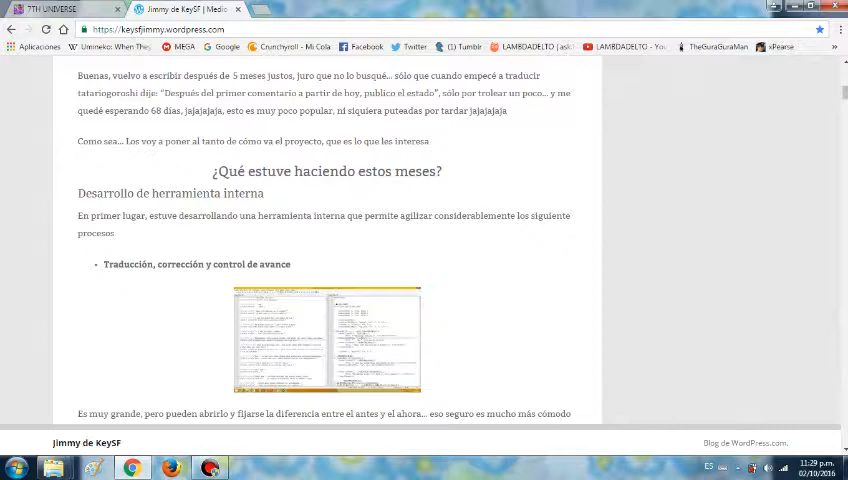 7TH UNIVERSE
Jimmy de KeySF | Medio
https://keysfjimmy.wordpress.com
Aplicaciones Umineko: When They MEGA Google Crunchyroll - Mi Cola Facebook Twitter (1) Tumblr LAMBDADELTO | ask. LAMBDADELTO - You TheGuraGuraMan xPearse
Buenas, vuelvo a escribir después de 5 meses justos, juro que no lo busqué... sólo que cuando empecé a traducir
tatariogoroshi dije: "Después del primer comentario a partir de hoy, publico el estado", sólo por trolear un poco... y me
quedé esperando 68 días, jajajajaja, esto es muy poco popular, ni siquiera puteadas por tardar jajajajaja
Como sea... Los voy a poner al tanto de cómo va el proyecto, que es lo que les interesa
¿Qué estuve haciendo estos meses?
Desarrollo de herramienta interna
En primer lugar, estuve desarrollando una herramienta interna que permite agilizar considerablemente los siguiente
procesos
• Traducción, corrección y control de avance
Es muy grande, pero pueden abrirlo y fijarse la diferencia entre el antes y el ahora... eso seguro es mucho más cómodo
Jimmy de KeySF
Blog de WordPress.com.
ES
11:29 p.m.
02/10/2016